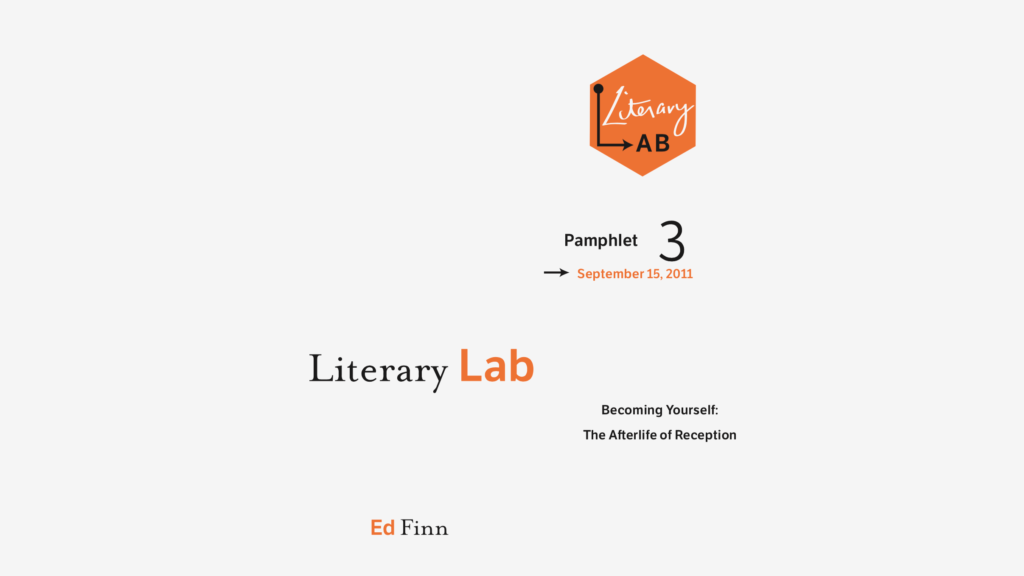 Literary
AB
Pamphlet 3
September 15, 2011
Literary Lab
Becoming Yourself:
The Afterlife of Reception
Ed Finn